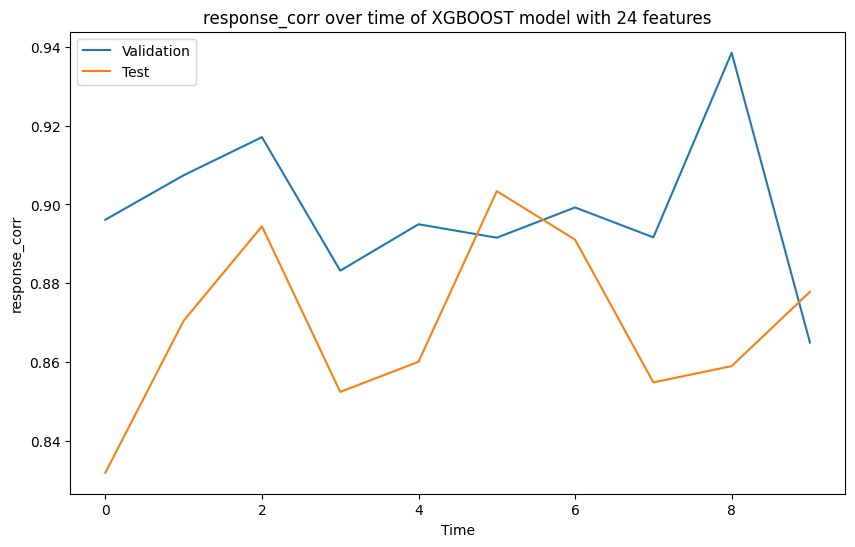 response_corr over time of XGBOOST model with 24 features
Validation
Test
0.94
0.92
0.90
0.88
0.86
0.84
response_corr
0
2
4
6
8
Time